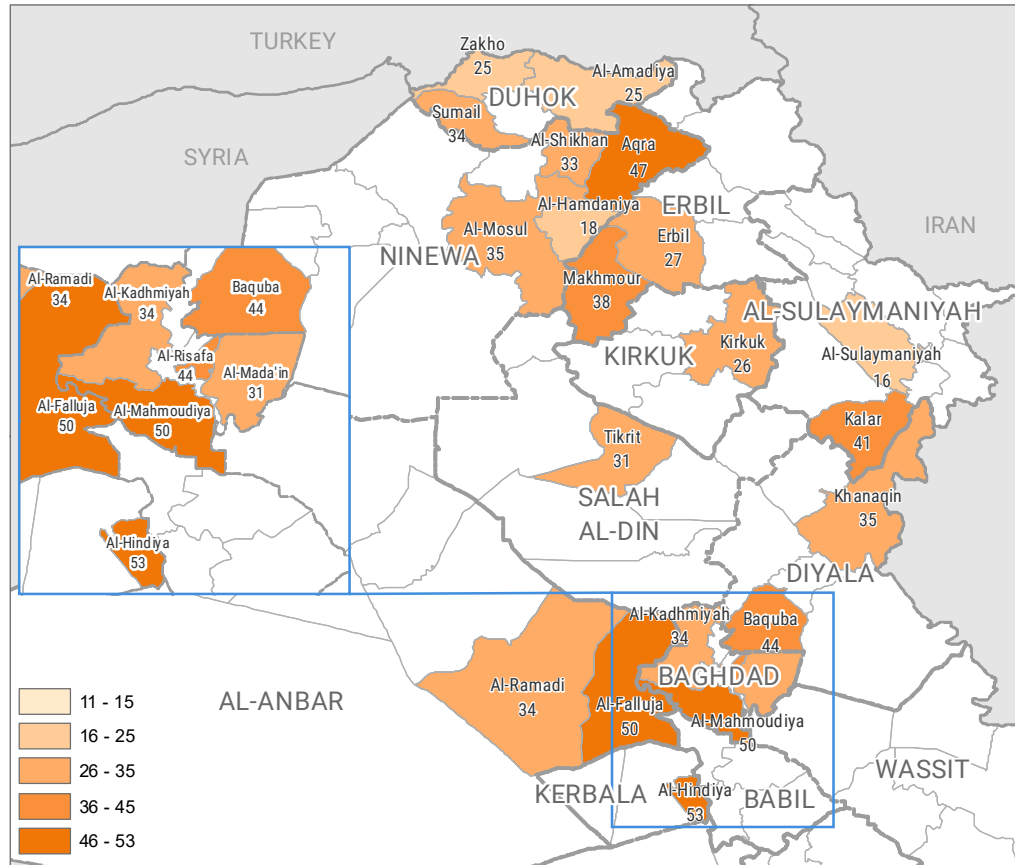 TURKEY
Zakho
25
Al-Amadiya
25
DUHOK
Sumail
34
Al-Shikhan
33
Aqra
47
SYRIA
Al-Hamdaniya
18
ERBIL
IRAN
Al-Mosul
35
Erbil
27
NINEWA
Makhmour
38
Al-Ramadi
34
Al-Kadhmiyah
34
Baquba
44
AL-SULAYMANIYAH
Kirkuk
26
KIRKUK
Al-Sulaymaniyah
16
Al-Risafa
44
Al-Mada'in
31
Al-Falluja
50
Al-Mahmoudiya
50
Kalar
41
Tikrit
31
Khanaqin
35
SALAH
AL-DIN
Al-Hindiya
53
DIYALA
Al-Kadhmiyah
34
Baquba
44
BAGHDAD
Al-Ramadi
34
AL-ANBAR
Al-Falluja
50
Al-Mahmoudiya
50
WASSIT
KERBALA
Al-Hindiya
53
BABIL
11 - 15
16 - 25
26 - 35
36 - 45
46 - 53